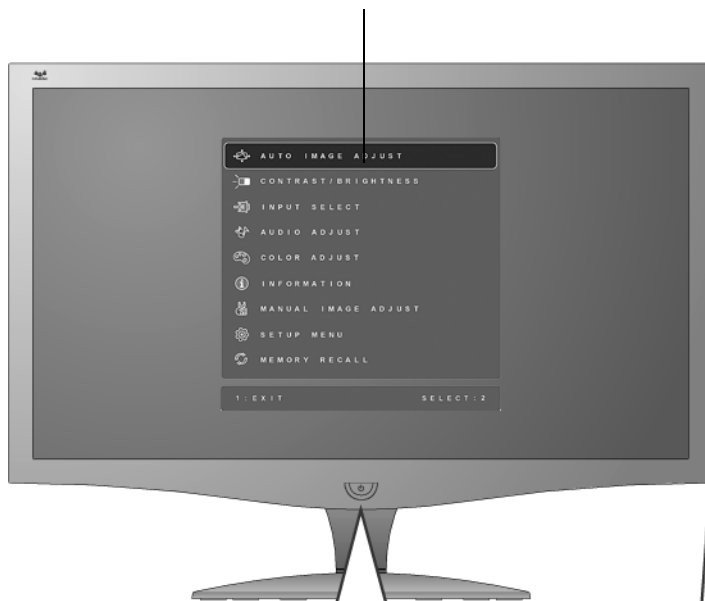 AUTO IMAGE ADJUST
CONTRAST/BRIGHTNESS
INPUT SELECT
AUDIO ADJUST
COLOR ADJUST
INFORMATION
MANUAL IMAGE ADJUST
SETUP MENU
MEMORY RECALL
1:EXIT SELECT:2